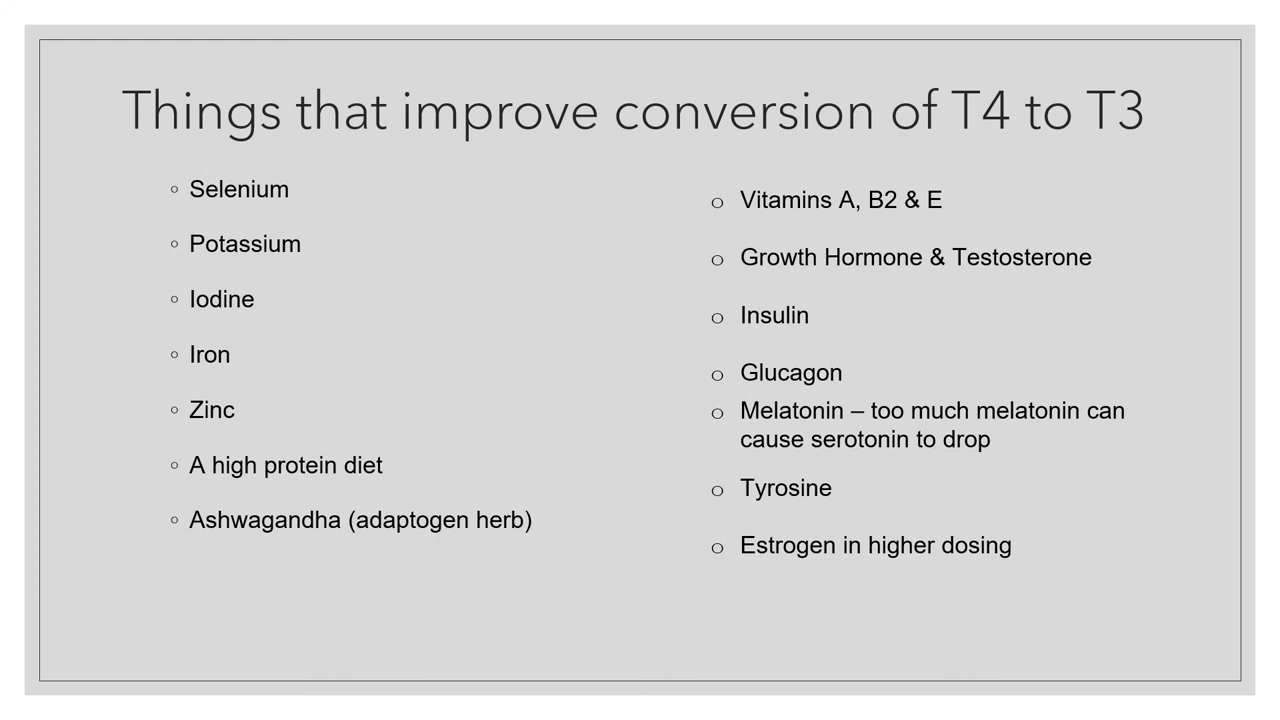 Things that improve conversion of T4 to T3
◦ Selenium
◦ Potassium
◦ Iodine
◦ Iron
◦ Zinc
◦ A high protein diet
◦ Ashwagandha (adaptogen herb)
o Vitamins A, B2 & E
o Growth Hormone & Testosterone
o Insulin
o Glucagon
o Melatonin – too much melatonin can
cause serotonin to drop
o Tyrosine
o Estrogen in higher dosing